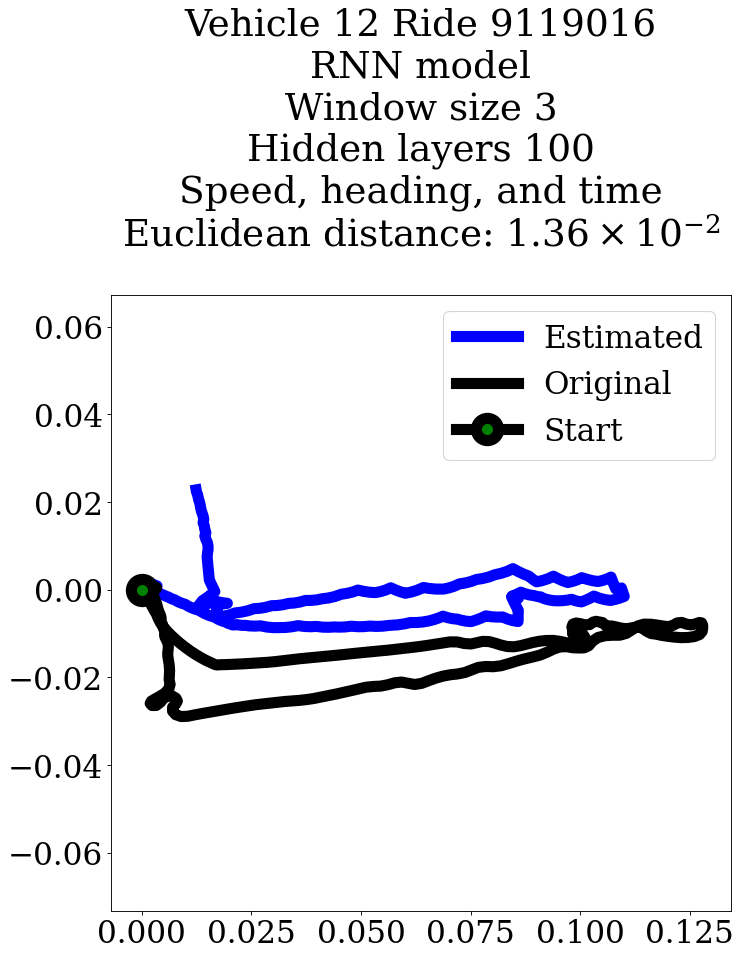 Vehicle 12 Ride 9119016
RNN model
Window size 3
Hidden layers 100
Speed, heading, and time
Euclidean distance: 1.36 × 10⁻²
Estimated
Original
Start
0.06
0.04
0.02
0.00
−0.02
−0.04
−0.06
0.000 0.025 0.050 0.075 0.100 0.125